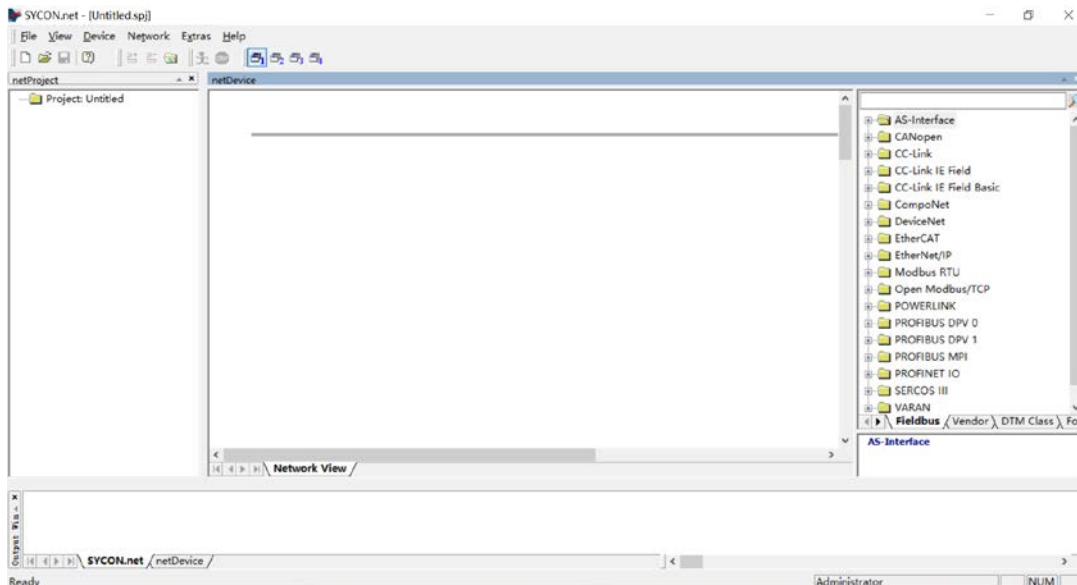 SYCON.net - [Untitled.spj]
File View Device Network Extras Help
netProject
netDevice
Project: Untitled
AS-Interface
CANopen
CC-Link
CC-Link IE Field
CC-Link IE Field Basic
CompoNet
DeviceNet
EtherCAT
EtherNet/IP
Modbus RTU
Open Modbus/TCP
POWERLINK
PROFIBUS DPV 0
PROFIBUS DPV 1
PROFIBUS MPI
PROFINET IO
SERCOS III
VARAN
Fieldbus Vendor DTM Class Fo
AS-Interface
Network View
Output Win
SYCON.net netDevice
Ready Administrator NUM